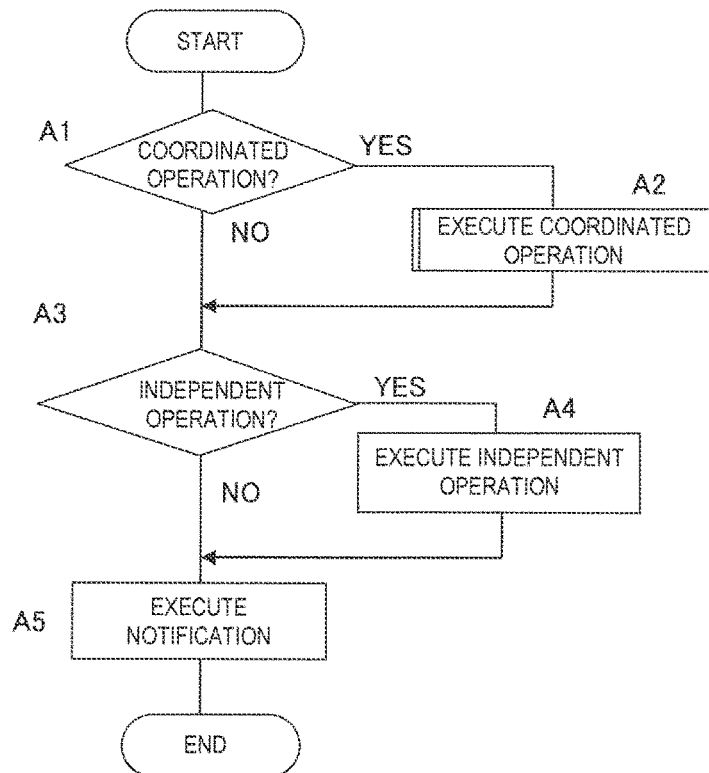 START
A1
COORDINATED
OPERATION?
YES
A2
EXECUTE COORDINATED
OPERATION
NO
A3
INDEPENDENT
OPERATION?
YES
A4
EXECUTE INDEPENDENT
OPERATION
NO
A5
EXECUTE
NOTIFICATION
END